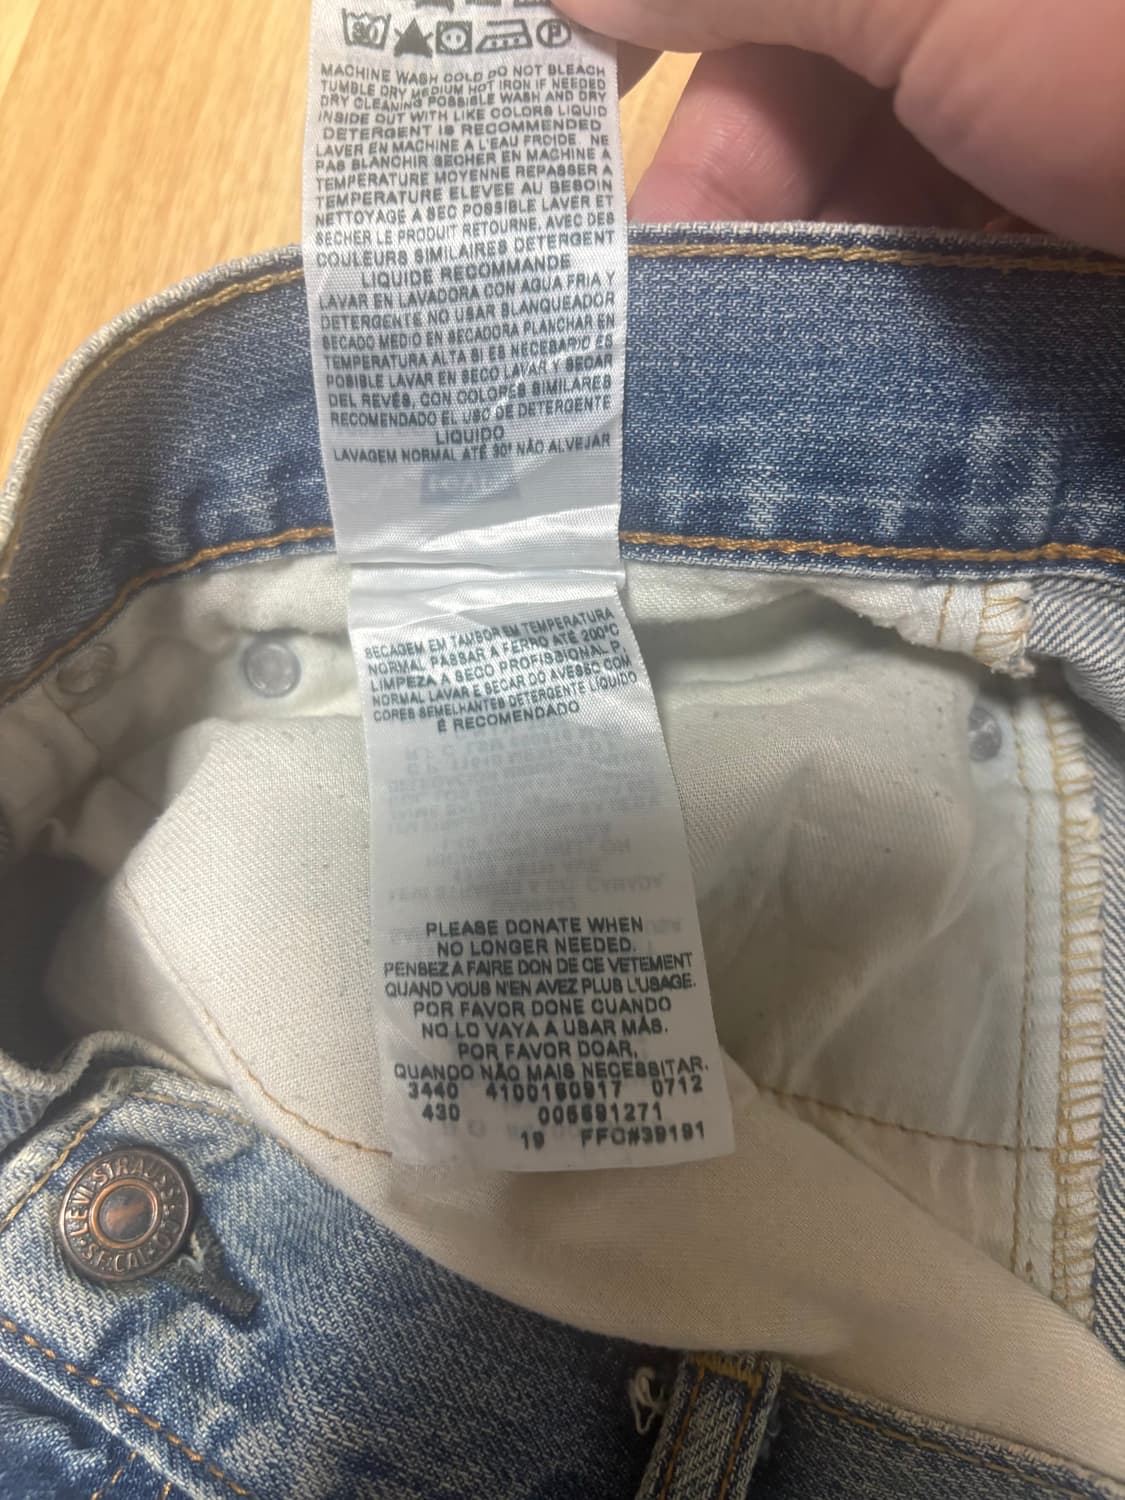 30
P
MACHINE WASH COLD DO NOT BLEACH
TUMBLE DRY MEDIUM HOT IRON IF NEEDED
DRY CLEANING POSSIBLE WASH AND DRY
INSIDE OUT WITH LIKE COLORS LIQUID
DETERGENT IS RECOMMENDED
LAVER EN MACHINE A L'EAU FROIDE. NE
PAS BLANCHIR SECHER EN MACHINE A
TEMPÉRATURE MOYENNE REPASSER A
TEMPERATURE ELEVEE AU BESOIN
NETTOYAGE A SEC POSSIBLE LAVER ET
SECHER LE PRODUIT RETOURNE, AVEC DES
COULEURS SIMILAIRES DETERGENT
LIQUIDE RECOMMANDE
LAVAR EN LAVADORA CON AGUA FRIA Y
DETERGENTE NO USAR BLANQUEADOR
SECADO MEDIO EN SECADORA PLANCHAR EN
TEMPERATURA ALTA SI ES NECESARIO ES
POSIBLE LAVAR EN SECO LAVAR Y SECAR
DEL REVÉS, CON COLORES SIMILARES
RECOMENDADO EL USO DE DETERGENTE
LIQUIDO
LAVAGEM NORMAL ATÉ 30° NÃO ALVEJAR
SECAGEM EM TAMBOR EM TEMPERATURA
NORMAL PASSAR A FERRO ATÉ 200°C
LIMPEZA A SECO PROFISSIONAL P,
NORMAL LAVAR E SECAR DO AVESSO COM
CORES SEMELHANTES DETERGENTE LÍQUIDO
É RECOMENDADO
PLEASE DONATE WHEN
NO LONGER NEEDED.
PENSEZ A FAIRE DON DE CE VETEMENT
QUAND VOUS N'EN AVEZ PLUS L'USAGE.
POR FAVOR DONE CUANDO
NO LO VAYA A USAR MÁS.
POR FAVOR DOAR,
QUANDO NÃO MAIS NECESSITAR.
3440 4100160917 0712
430 005691271
19 FFC#39191
LEVI STRAUSS & CO
S.F. CAL